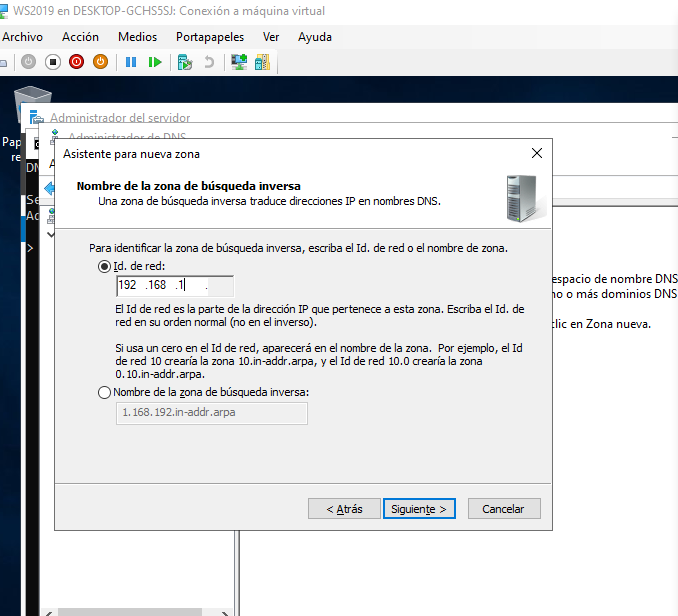 WS2019 en DESKTOP-GCHS5SJ: Conexión a máquina virtual
Archivo Acción Medios Portapapeles Ver Ayuda
Administrador del servidor
Administrador de DNS
Asistente para nueva zona
Nombre de la zona de búsqueda inversa
Una zona de búsqueda inversa traduce direcciones IP en nombres DNS.
Para identificar la zona de búsqueda inversa, escriba el Id. de red o el nombre de zona.
Id. de red:
192 .168 .1 .
El Id de red es la parte de la dirección IP que pertenece a esta zona. Escriba el Id. de
red en su orden normal (no en el inverso).
Si usa un cero en el Id de red, aparecerá en el nombre de la zona. Por ejemplo, el Id
de red 10 crearía la zona 10.in-addr.arpa, y el Id de red 10.0 crearía la zona
0.10.in-addr.arpa.
Nombre de la zona de búsqueda inversa:
1.168.192.in-addr.arpa
< Atrás Siguiente > Cancelar
espacio de nombre DNS
no o más dominios DNS
clic en Zona nueva.